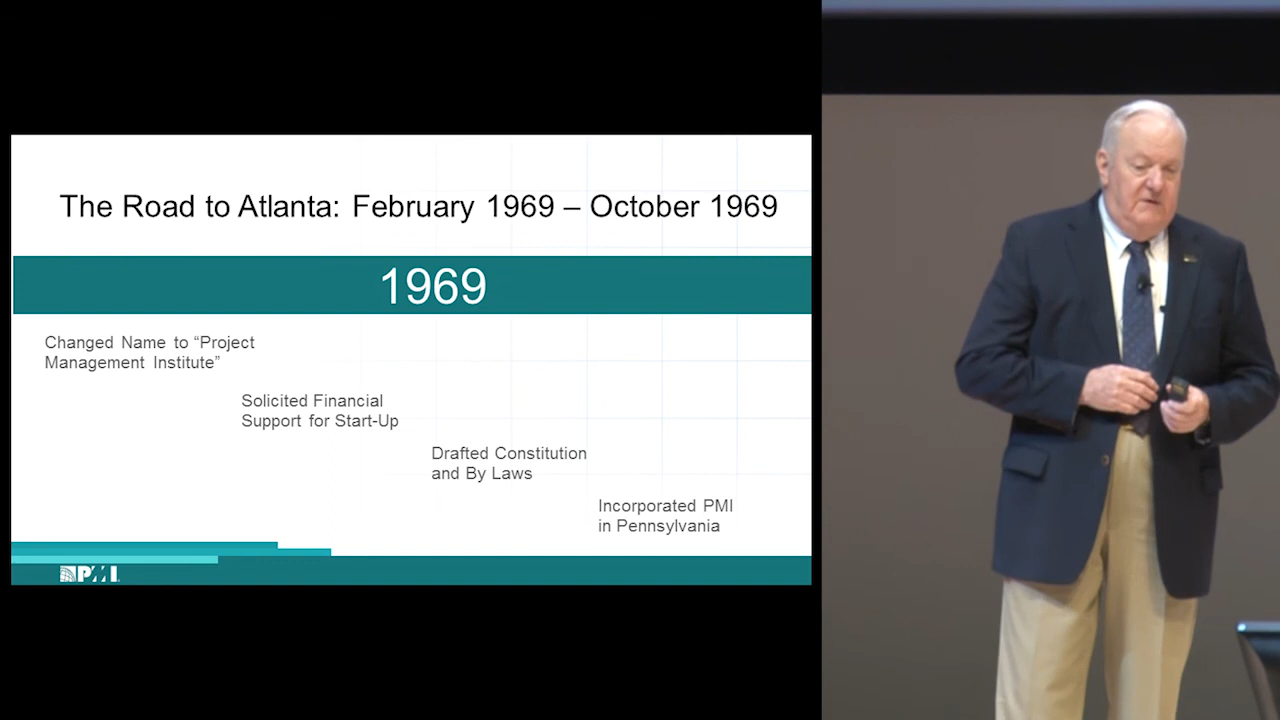 The Road to Atlanta: February 1969 – October 1969
1969
Changed Name to “Project
Management Institute”
Solicited Financial
Support for Start-Up
Drafted Constitution
and By Laws
Incorporated PMI
in Pennsylvania
PMI